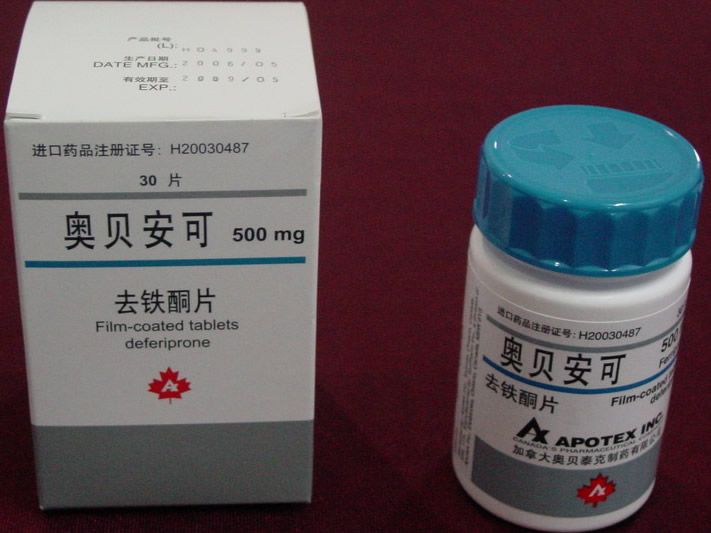 产品批号
(L):
生产日期
DATE MFG.: 2006/05
有效期至 2009/05
EXP.:
进口药品注册证号: H20030487
30 片
奥贝安可 500 mg
去铁酮片
Film-coated tablets
deferiprone
进口药品注册证号: H20030487
奥贝安可 500
去铁酮片
Film-coated
APOTEX INC.
CANADA'S PHARMACEUTICAL
加拿大奥贝泰克制药有限公